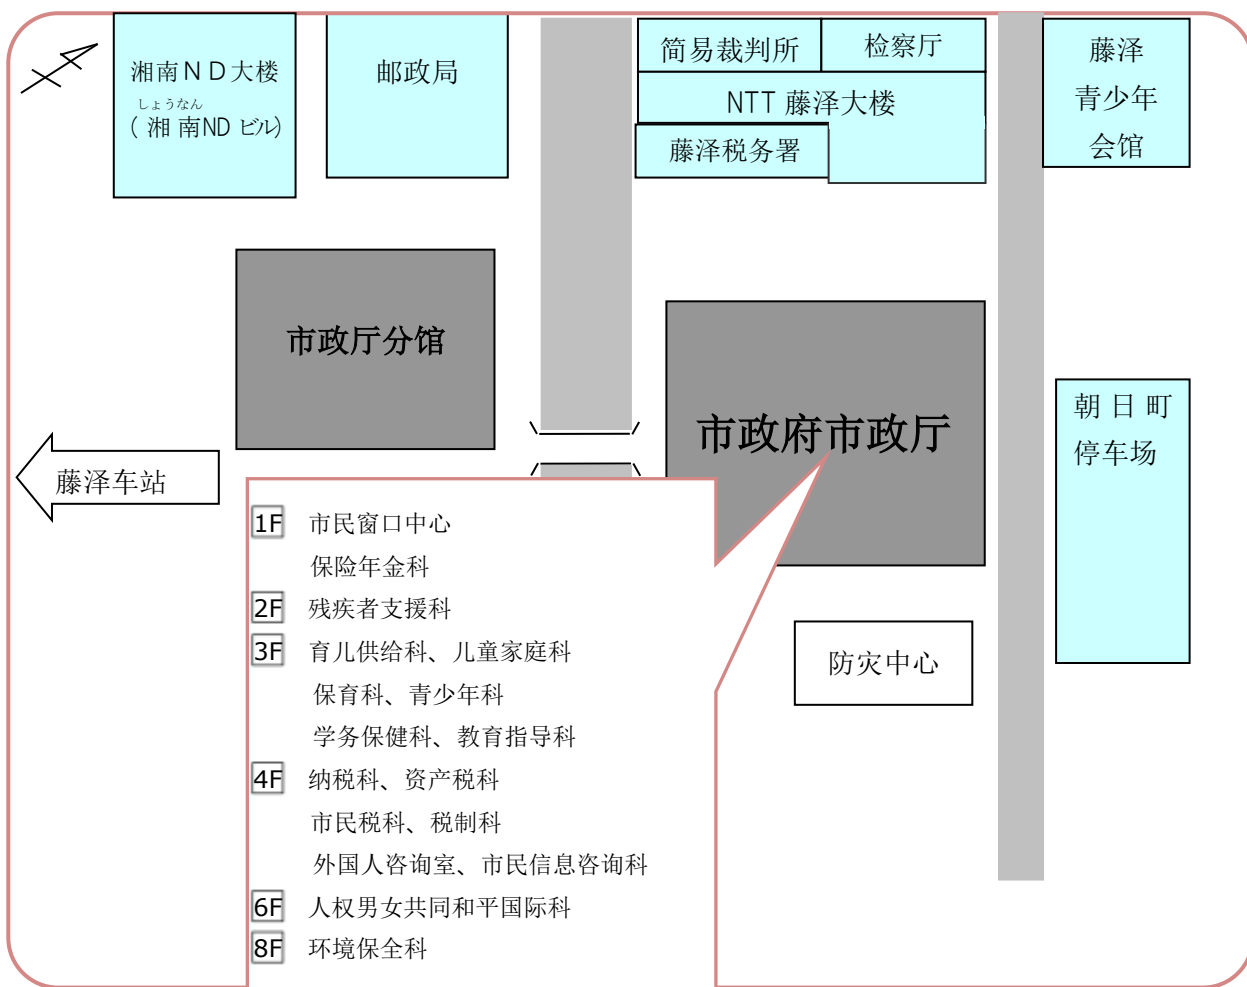 湘南ＮＤ大楼
しょうなん
（湘南ND ビル）
邮政局
简易裁判所
检察厅
NTT 藤泽大楼
藤泽税务署
藤泽
青少年
会馆
市政厅分馆
市政府市政厅
朝日町
停车场
藤泽车站
防灾中心
1F 市民窗口中心
保险年金科
2F 残疾者支援科
3F 育儿供给科、儿童家庭科
保育科、青少年科
学务保健科、教育指导科
4F 纳税科、资产税科
市民税科、税制科
外国人咨询室、市民信息咨询科
6F 人权男女共同和平国际科
8F 环境保全科